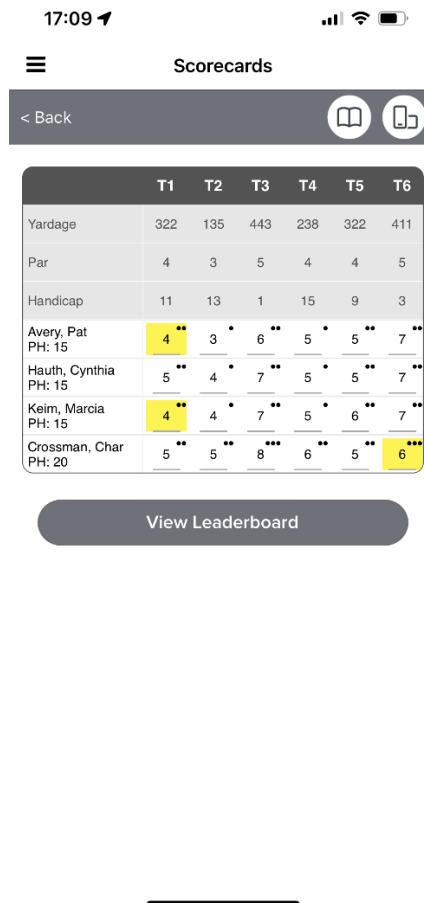 17:09
Scorecards
< Back
T1 T2 T3 T4 T5 T6
Yardage 322 135 443 238 322 411
Par 4 3 5 4 4 5
Handicap 11 13 1 15 9 3
Avery, Pat
PH: 15
4 3 6 5 5 7
Hauth, Cynthia
PH: 15
5 4 7 5 5 7
Keim, Marcia
PH: 15
4 4 7 5 6 7
Crossman, Char
PH: 20
5 5 8 6 5 6
View Leaderboard